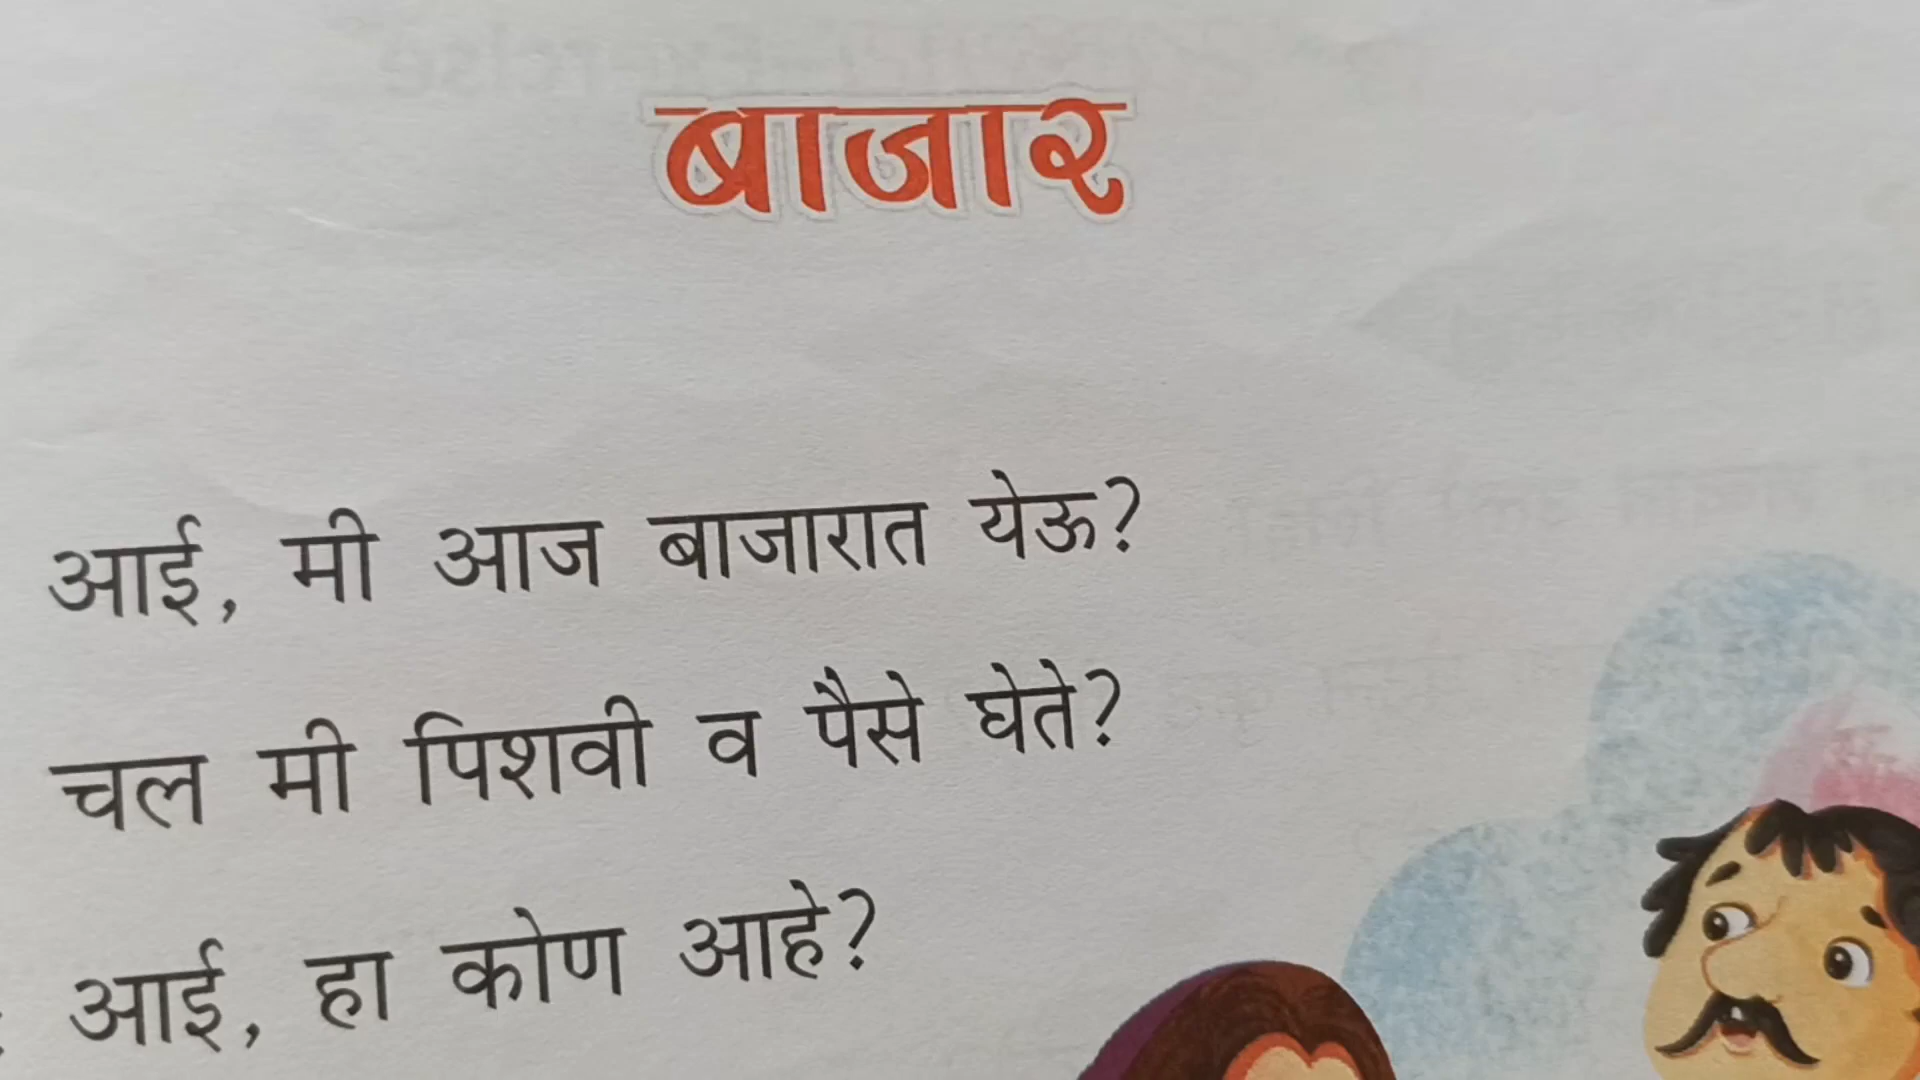 बाजार
आई, मी आज बाजारात येऊ?
चल मी पिशवी व पैसे घेते?
आई, हा कोण आहे?